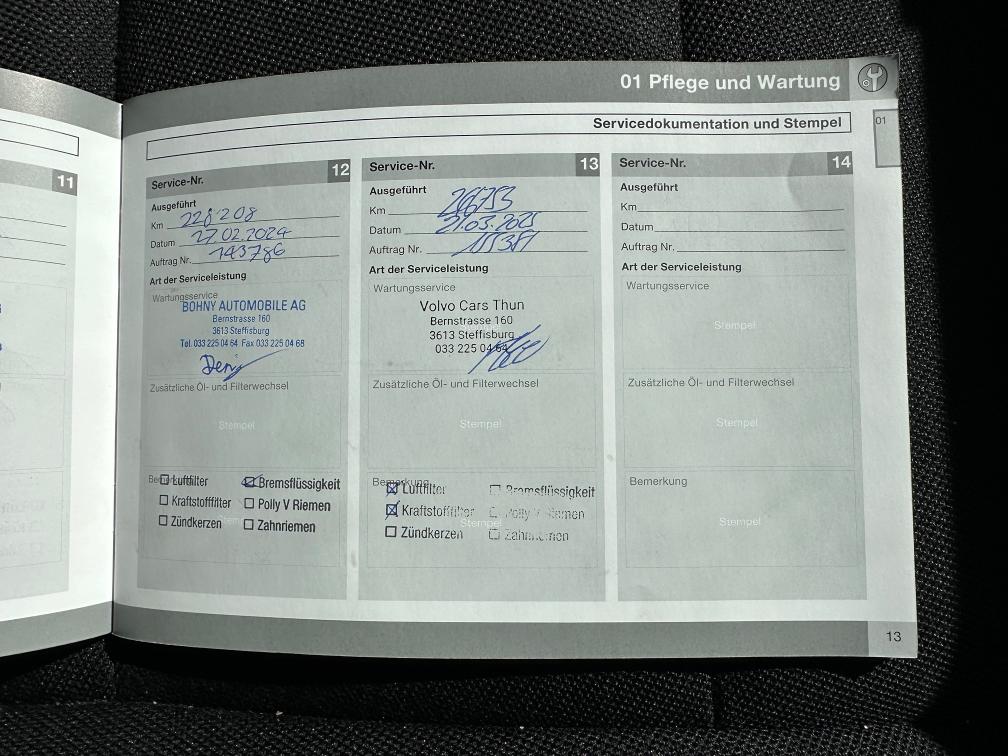 01 Pflege und Wartung
01
Servicedokumentation und Stempel
11
Service-Nr. 12
Ausgeführt
Km 228'208
Datum 27.02.2024
Auftrag Nr. 143786
Art der Serviceleistung
Wartungsservice
BOHNY AUTOMOBILE AG
Bernstrasse 160
3613 Steffisburg
Tel. 033 225 04 64 Fax 033 225 04 68
Zusätzliche Öl- und Filterwechsel
Stempel
Luftfilter Bremsflüssigkeit
Kraftstofffilter Polly V Riemen
Zündkerzen Zahnriemen
Service-Nr. 13
Ausgeführt
Km 266753
Datum 21.03.2025
Auftrag Nr.
Art der Serviceleistung
Wartungsservice
Volvo Cars Thun
Bernstrasse 160
3613 Steffisburg
033 225 04 64
Zusätzliche Öl- und Filterwechsel
Stempel
Bemerkung
Luftfilter Bremsflüssigkeit
Kraftstofffilter Polly V Riemen
Stempel
Zündkerzen Zahnriemen
Service-Nr. 14
Ausgeführt
Km
Datum
Auftrag Nr.
Art der Serviceleistung
Wartungsservice
Stempel
Zusätzliche Öl- und Filterwechsel
Stempel
Bemerkung
Stempel
13